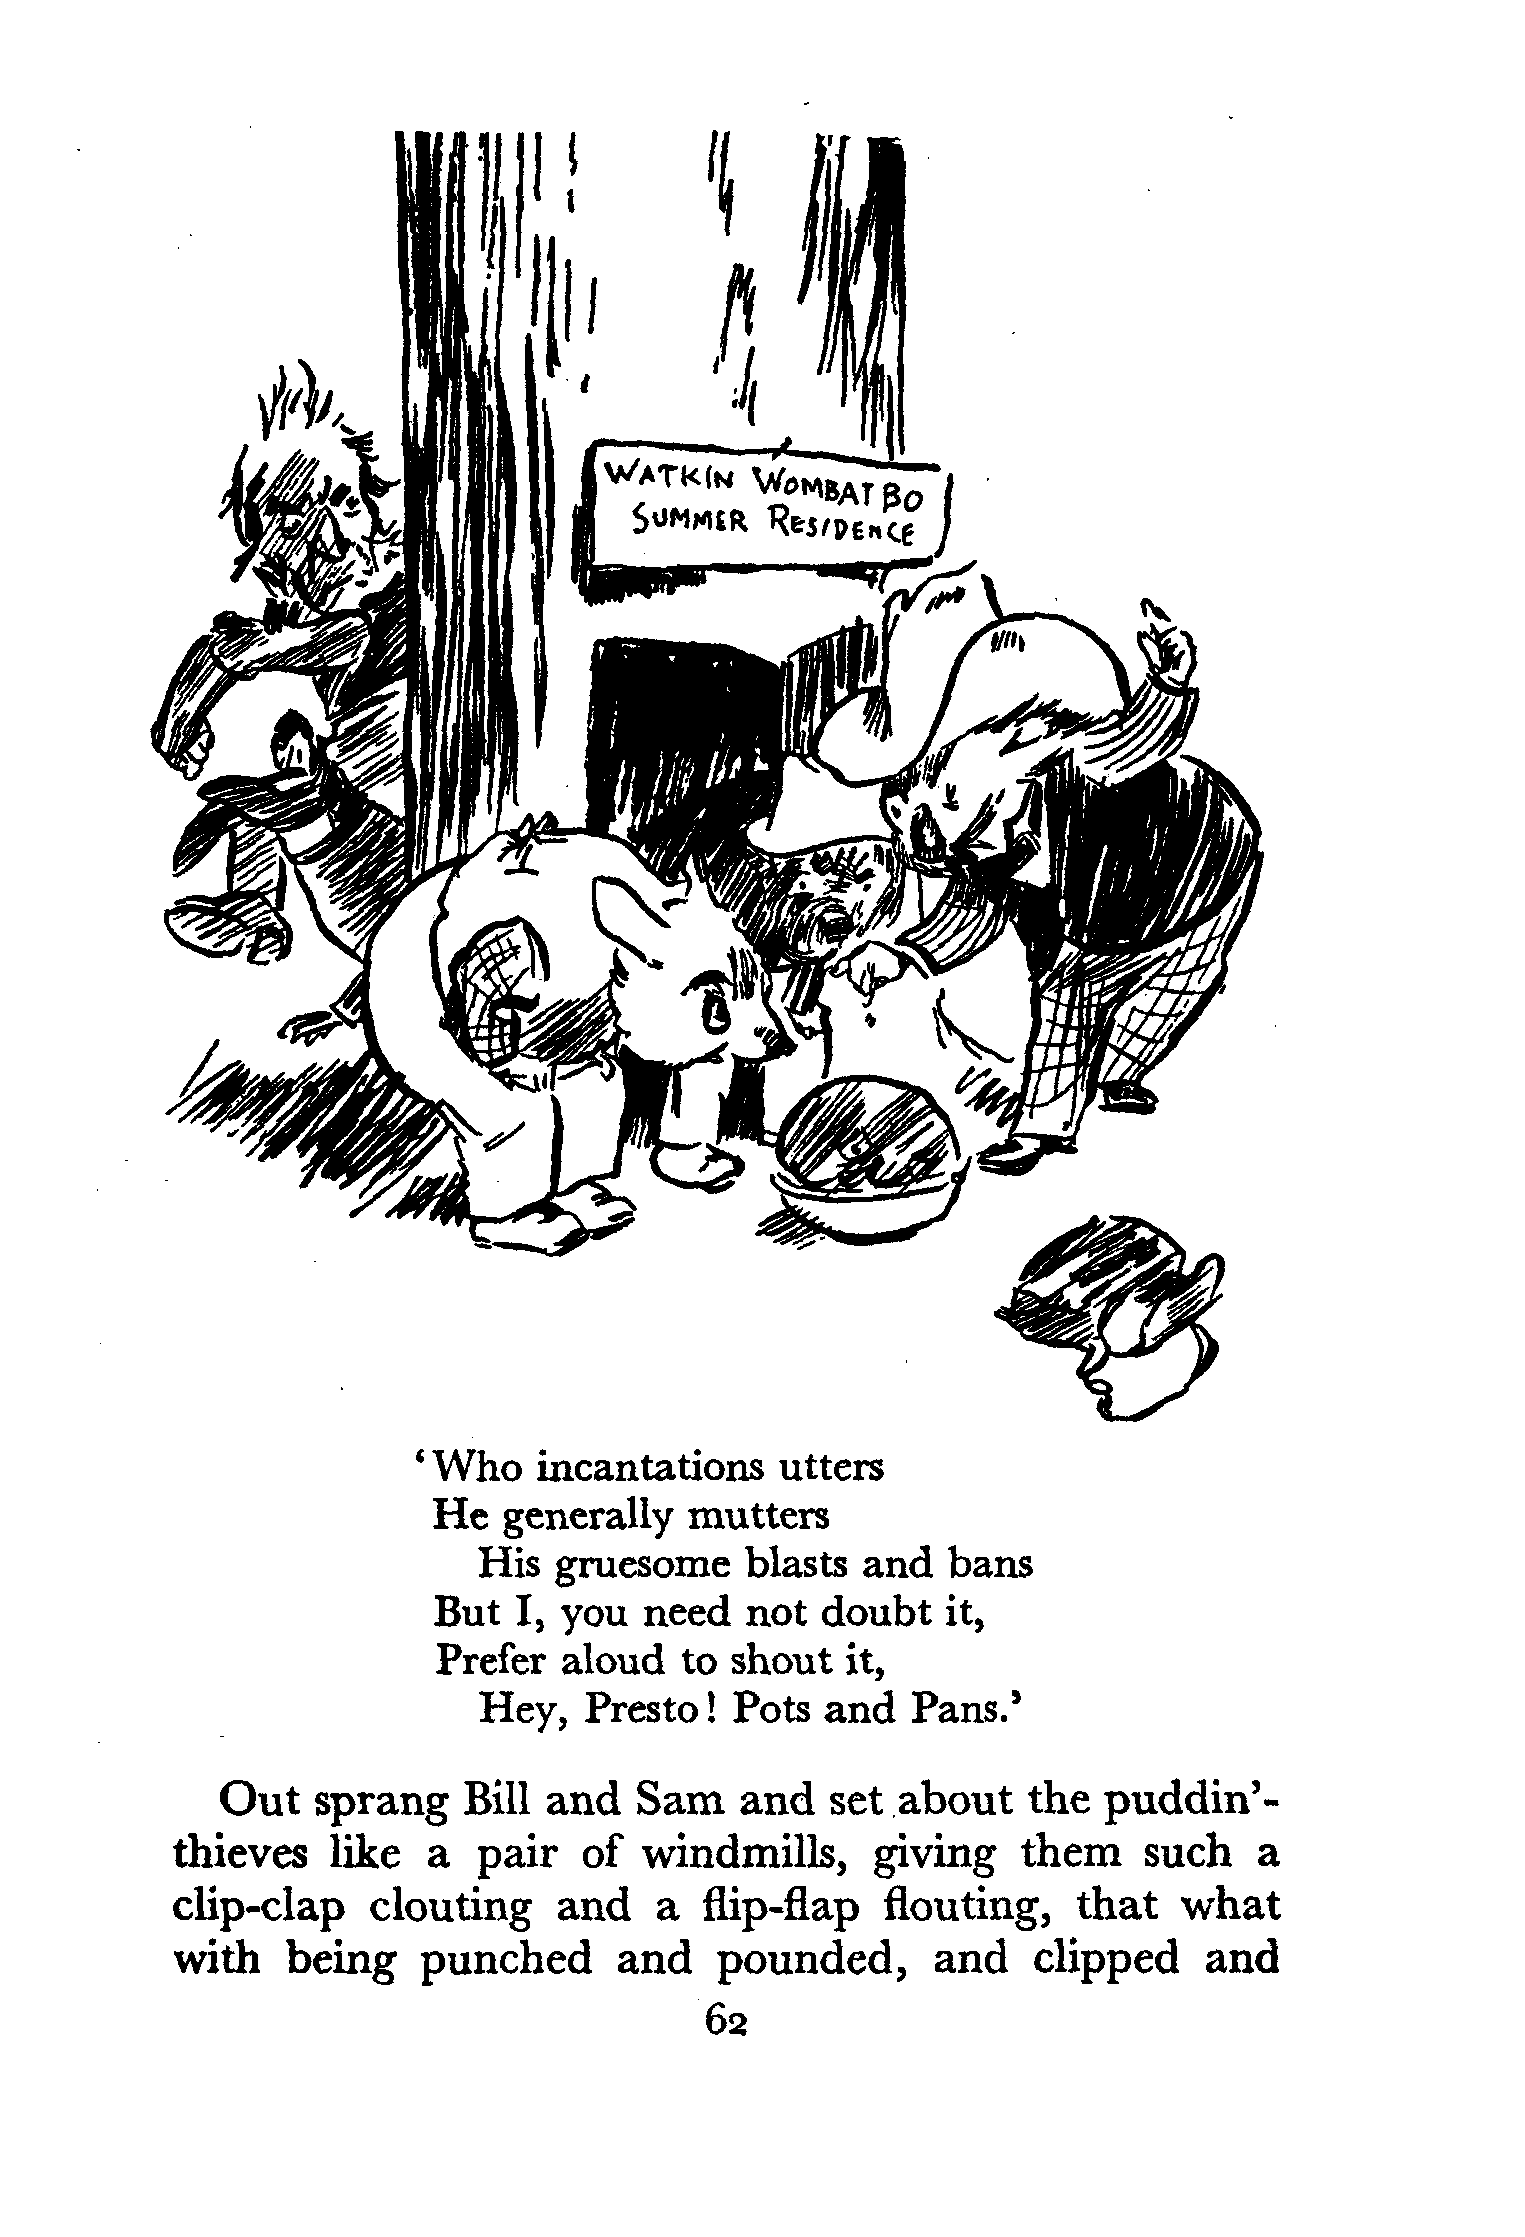 WATKIN WOMBAT BO
SUMMER RESIDENCE
‘Who incantations utters
He generally mutters
His gruesome blasts and bans
But I, you need not doubt it,
Prefer aloud to shout it,
Hey, Presto! Pots and Pans.’
Out sprang Bill and Sam and set about the puddin’-
thieves like a pair of windmills, giving them such a
clip-clap clouting and a flip-flap flouting, that what
with being punched and pounded, and clipped and
62